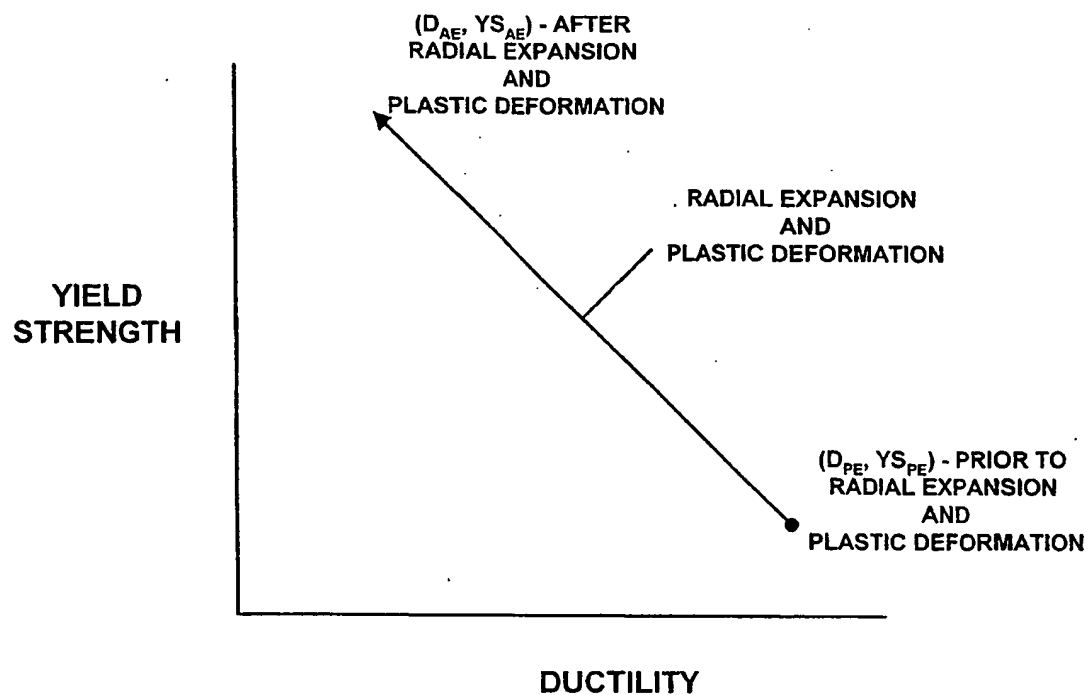 (D_AE, YS_AE) - AFTER
RADIAL EXPANSION
AND
PLASTIC DEFORMATION
RADIAL EXPANSION
AND
PLASTIC DEFORMATION
YIELD
STRENGTH
(D_PE, YS_PE) - PRIOR TO
RADIAL EXPANSION
AND
PLASTIC DEFORMATION
DUCTILITY